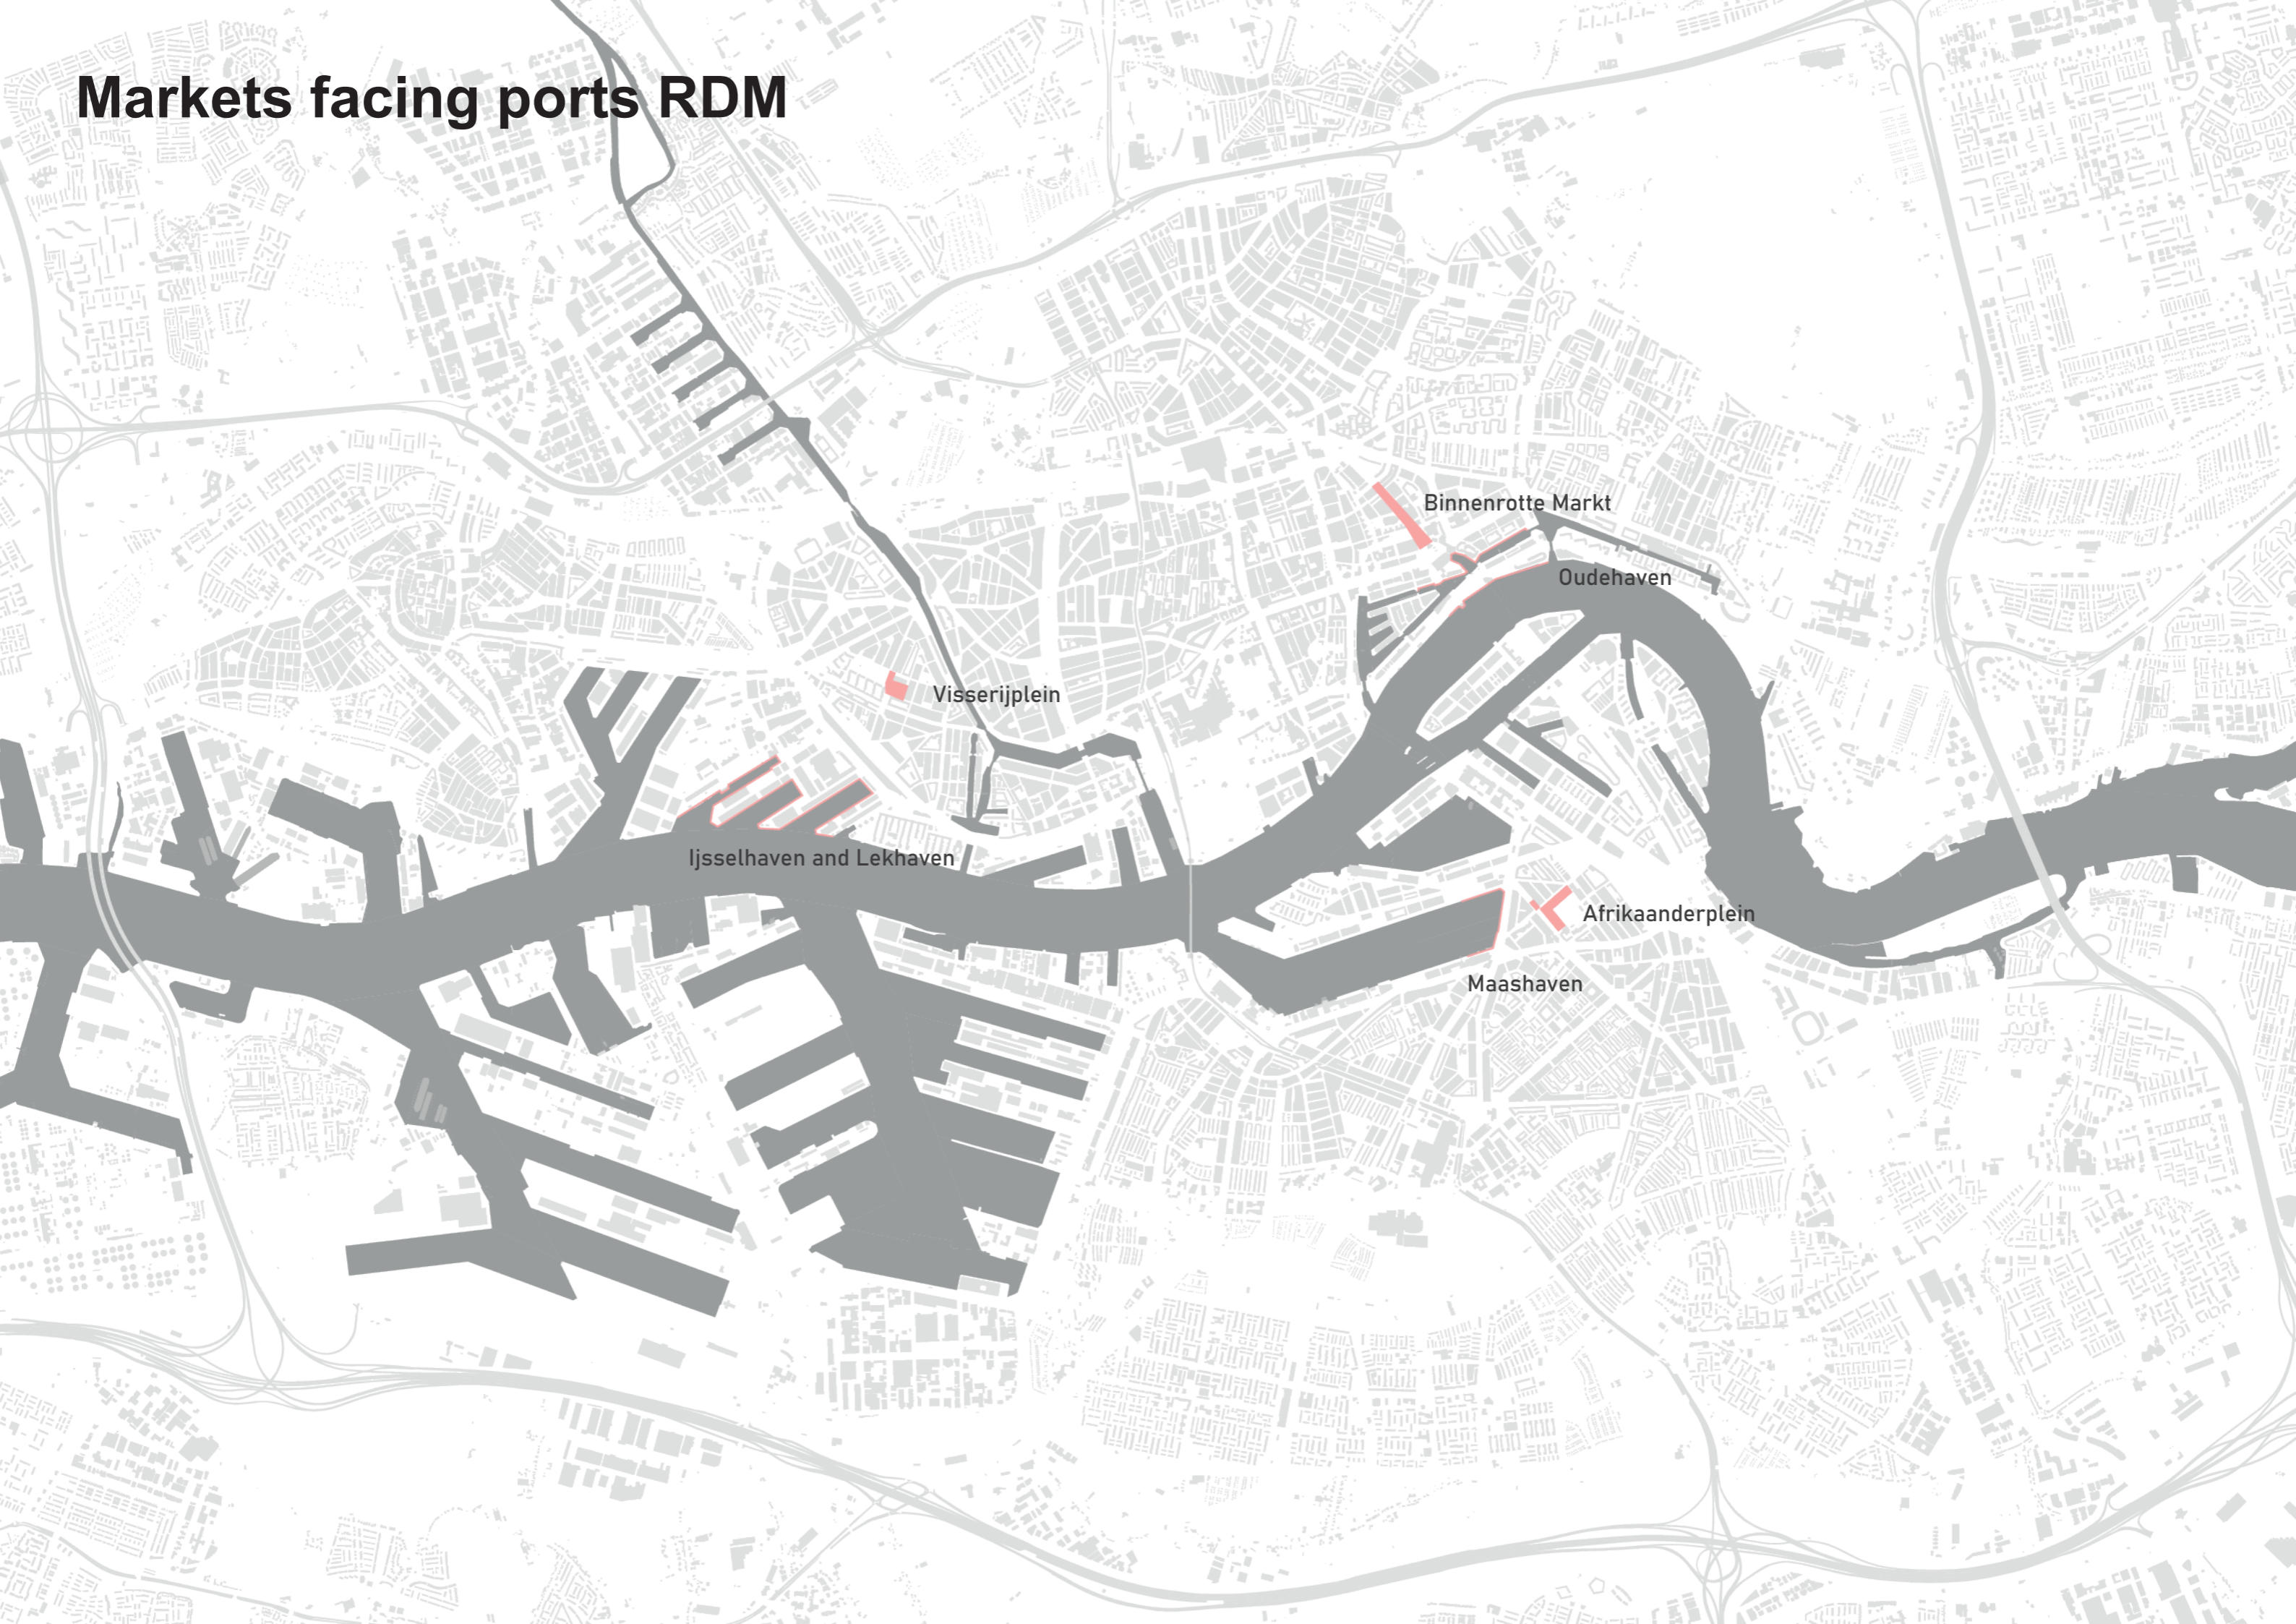 Markets facing ports RDM
Binnenrotte Markt
Oudehaven
Visserijplein
Ijsselhaven and Lekhaven
Afrikaanderplein
Maashaven